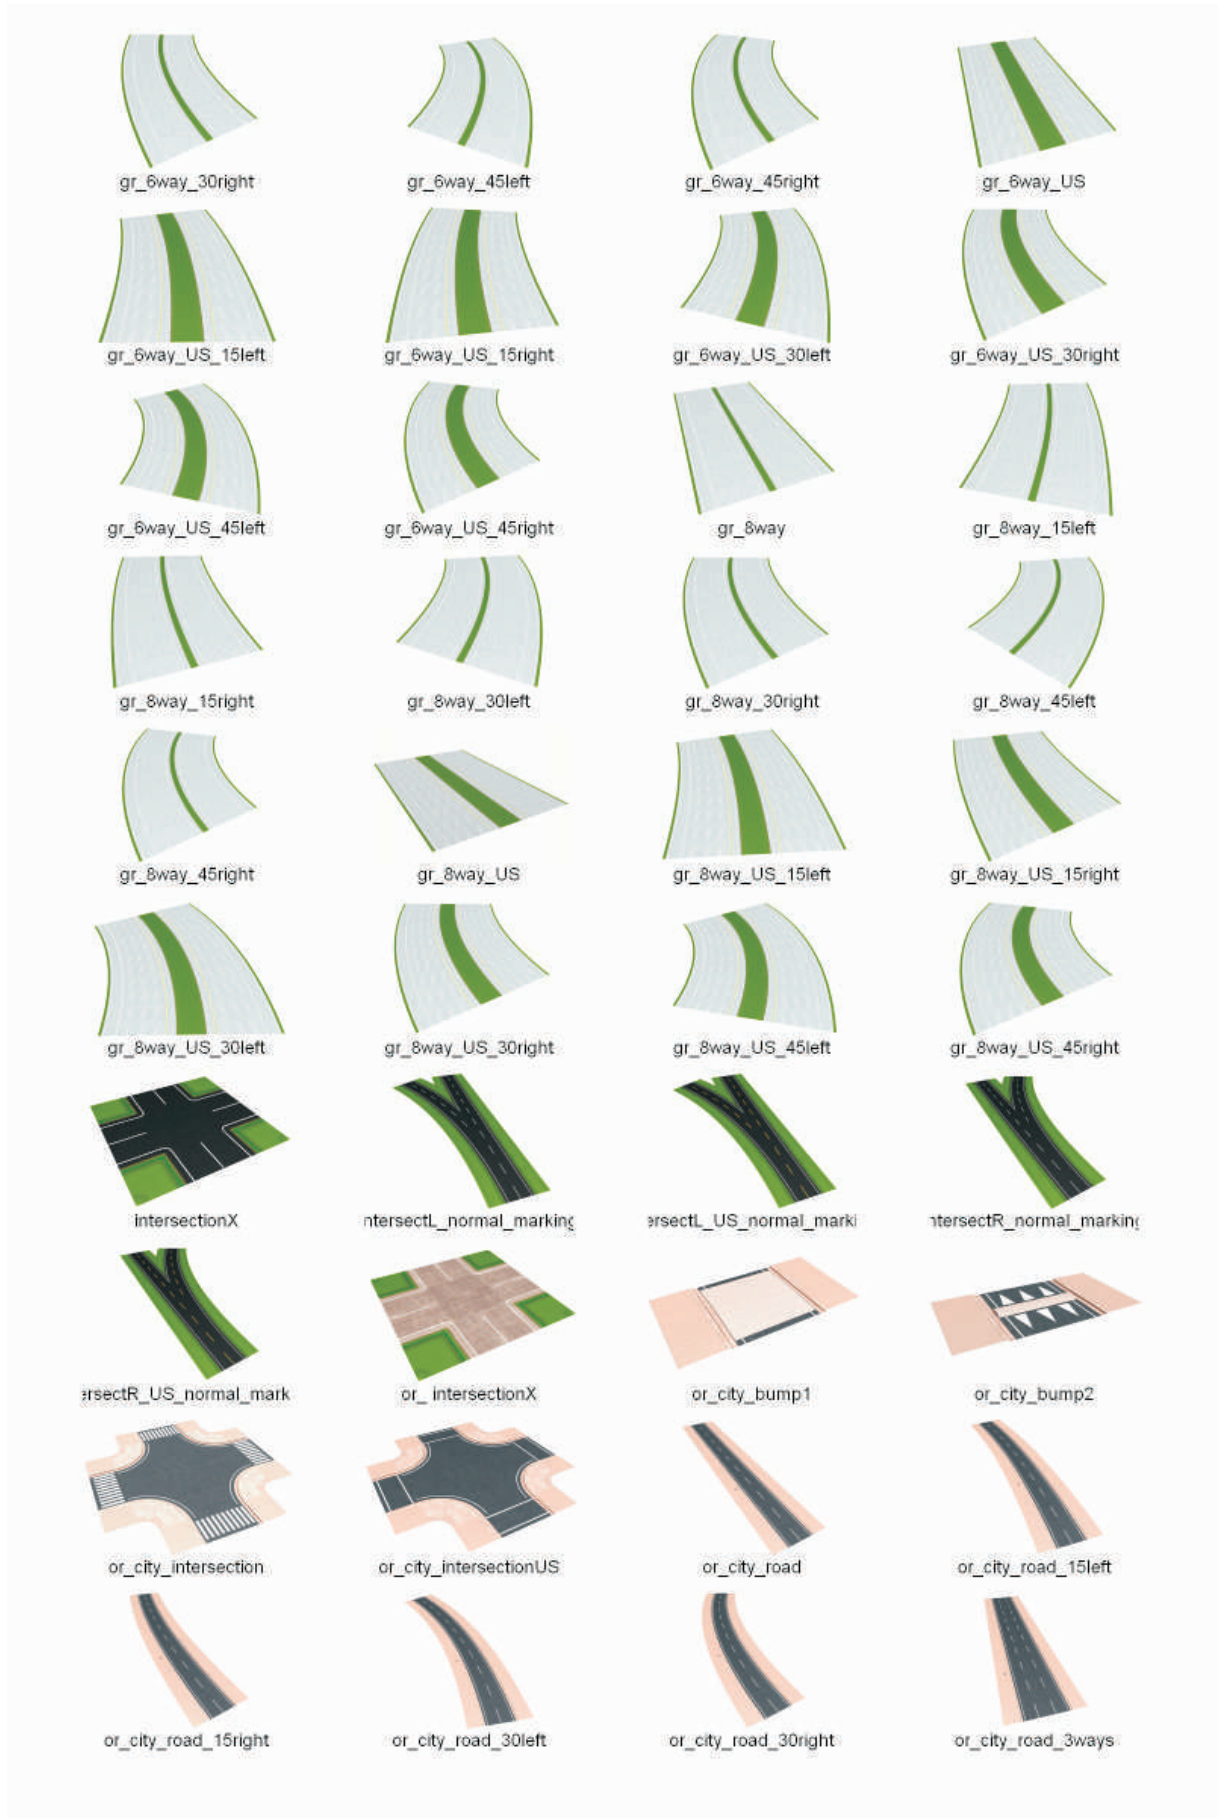 gr_6way_30right
gr_6way_45left
gr_6way_45right
gr_6way_US
gr_6way_US_15left
gr_6way_US_15right
gr_6way_US_30left
gr_6way_US_30right
gr_6way_US_45left
gr_6way_US_45right
gr_8way
gr_8way_15left
gr_8way_15right
gr_8way_30left
gr_8way_30right
gr_8way_45left
gr_8way_45right
gr_8way_US
gr_8way_US_15left
gr_8way_US_15right
gr_8way_US_30left
gr_8way_US_30right
gr_8way_US_45left
gr_8way_US_45right
intersectionX
ntersectL_normal_marking
ersectL_US_normal_marki
ntersectR_normal_marking
ersectR_US_normal_mark
or_ intersectionX
or_city_bump1
or_city_bump2
or_city_intersection
or_city_intersectionUS
or_city_road
or_city_road_15left
or_city_road_15right
or_city_road_30left
or_city_road_30right
or_city_road_3ways